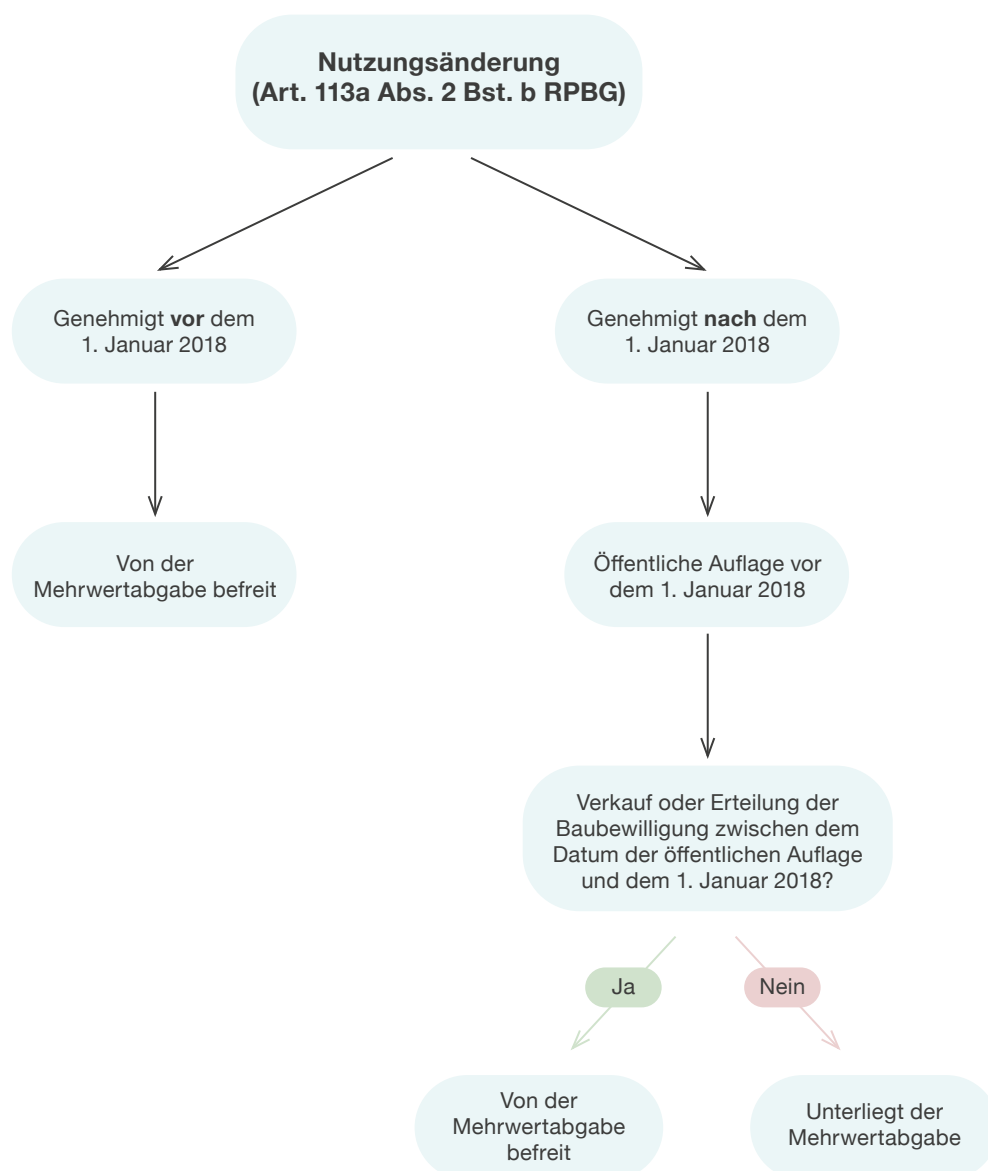 Nutzungsänderung
(Art. 113a Abs. 2 Bst. b RPBG)
Genehmigt vor dem
1. Januar 2018
Genehmigt nach dem
1. Januar 2018
Von der
Mehrwertabgabe befreit
Öffentliche Auflage vor
dem 1. Januar 2018
Verkauf oder Erteilung der
Baubewilligung zwischen dem
Datum der öffentlichen Auflage
und dem 1. Januar 2018?
Ja
Nein
Von der
Mehrwertabgabe
befreit
Unterliegt der
Mehrwertabgabe